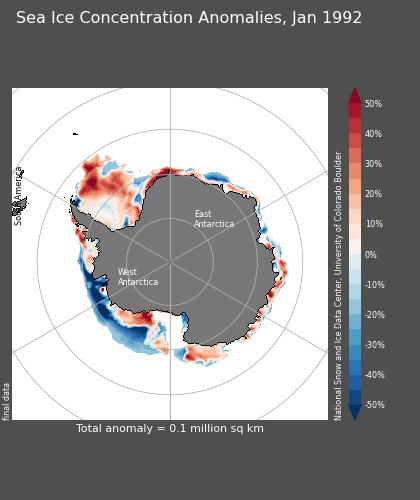 Sea Ice Concentration Anomalies, Jan 1992
South America
East
Antarctica
West
Antarctica
final data
National Snow and Ice Data Center, University of Colorado Boulder
50%
40%
30%
20%
10%
0%
-10%
-20%
-30%
-40%
-50%
Total anomaly = 0.1 million sq km